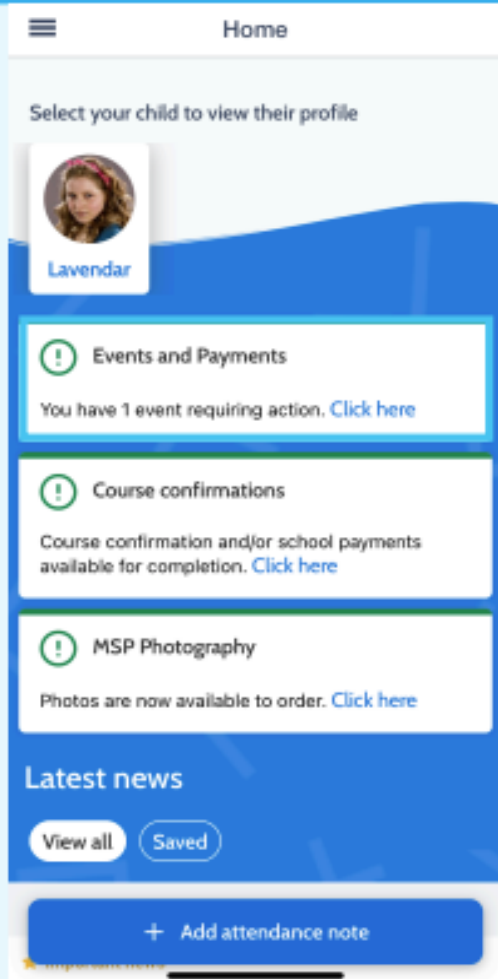 Home
Select your child to view their profile
Lavendar
Events and Payments
You have 1 event requiring action. Click here
Course confirmations
Course confirmation and/or school payments
available for completion. Click here
MSP Photography
Photos are now available to order. Click here
Latest news
View all
Saved
+ Add attendance note